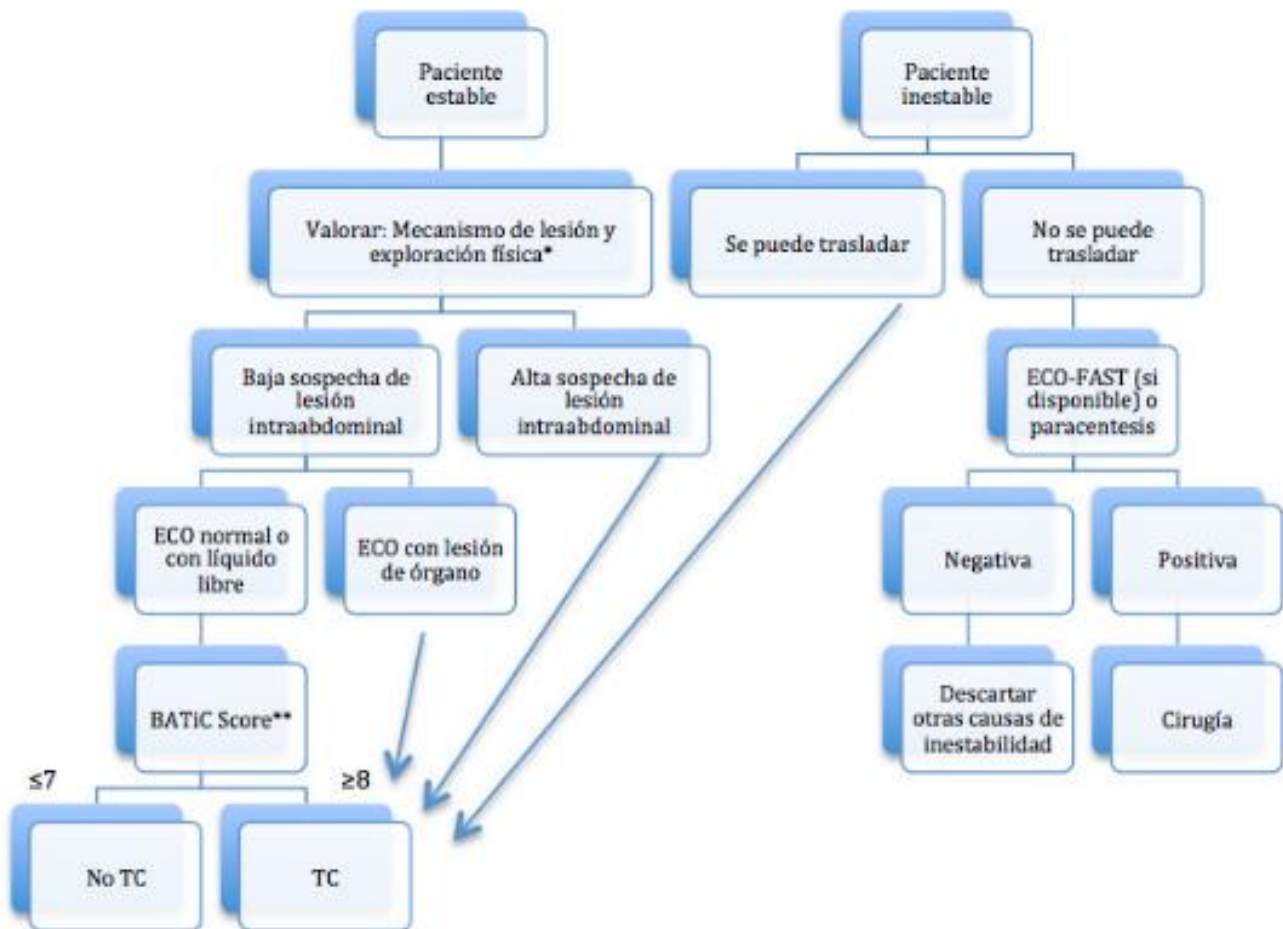 Paciente
estable
Paciente
inestable
Valorar: Mecanismo de lesión y
exploración física*
Se puede trasladar
No se puede
trasladar
Baja sospecha de
lesión
intraabdominal
Alta sospecha de
lesión
intraabdominal
ECO-FAST (si
disponible) o
paracentesis
ECO normal o
con líquido
libre
ECO con lesión
de órgano
Negativa
Positiva
BATiC Score**
Descartar
otras causas de
inestabilidad
Cirugía
≤7
≥8
No TC
TC